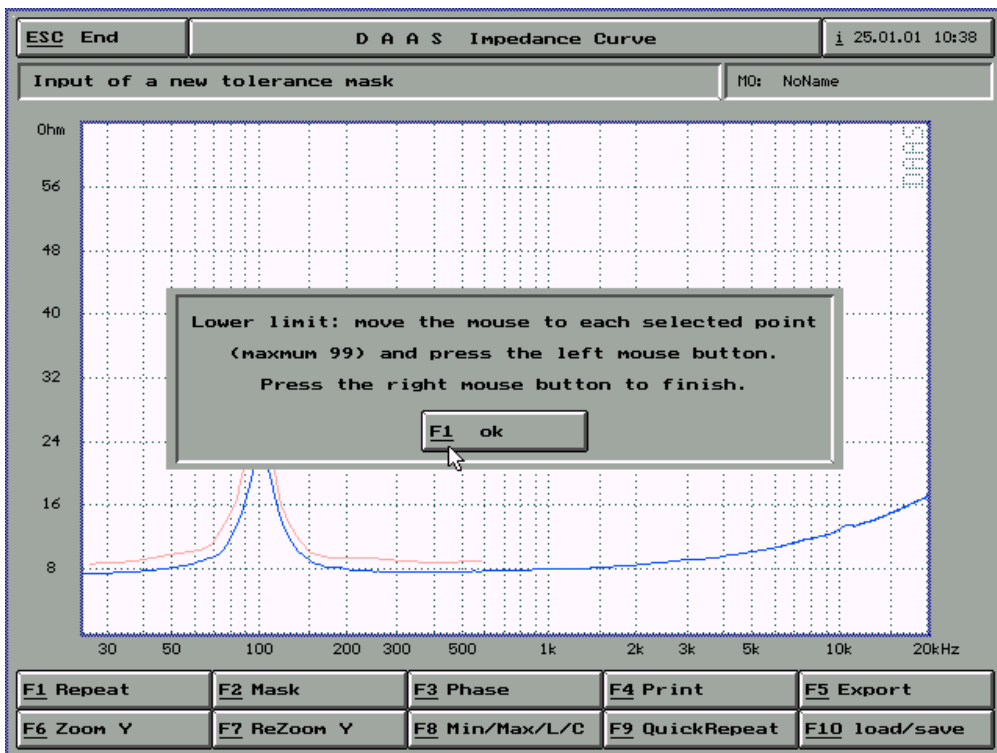 ESC End
D A A S Impedance Curve
i 25.01.01 10:38
Input of a new tolerance mask
MO: NoName
Ohm
DAAS
56
48
40
32
24
16
8
Lower limit: move the mouse to each selected point
(maxmum 99) and press the left mouse button.
Press the right mouse button to finish.
F1 ok
30 50 100 200 300 500 1k 2k 3k 5k 10k 20kHz
F1 Repeat
F2 Mask
F3 Phase
F4 Print
F5 Export
F6 Zoom Y
F7 ReZoom Y
F8 Min/Max/L/C
F9 QuickRepeat
F10 load/save